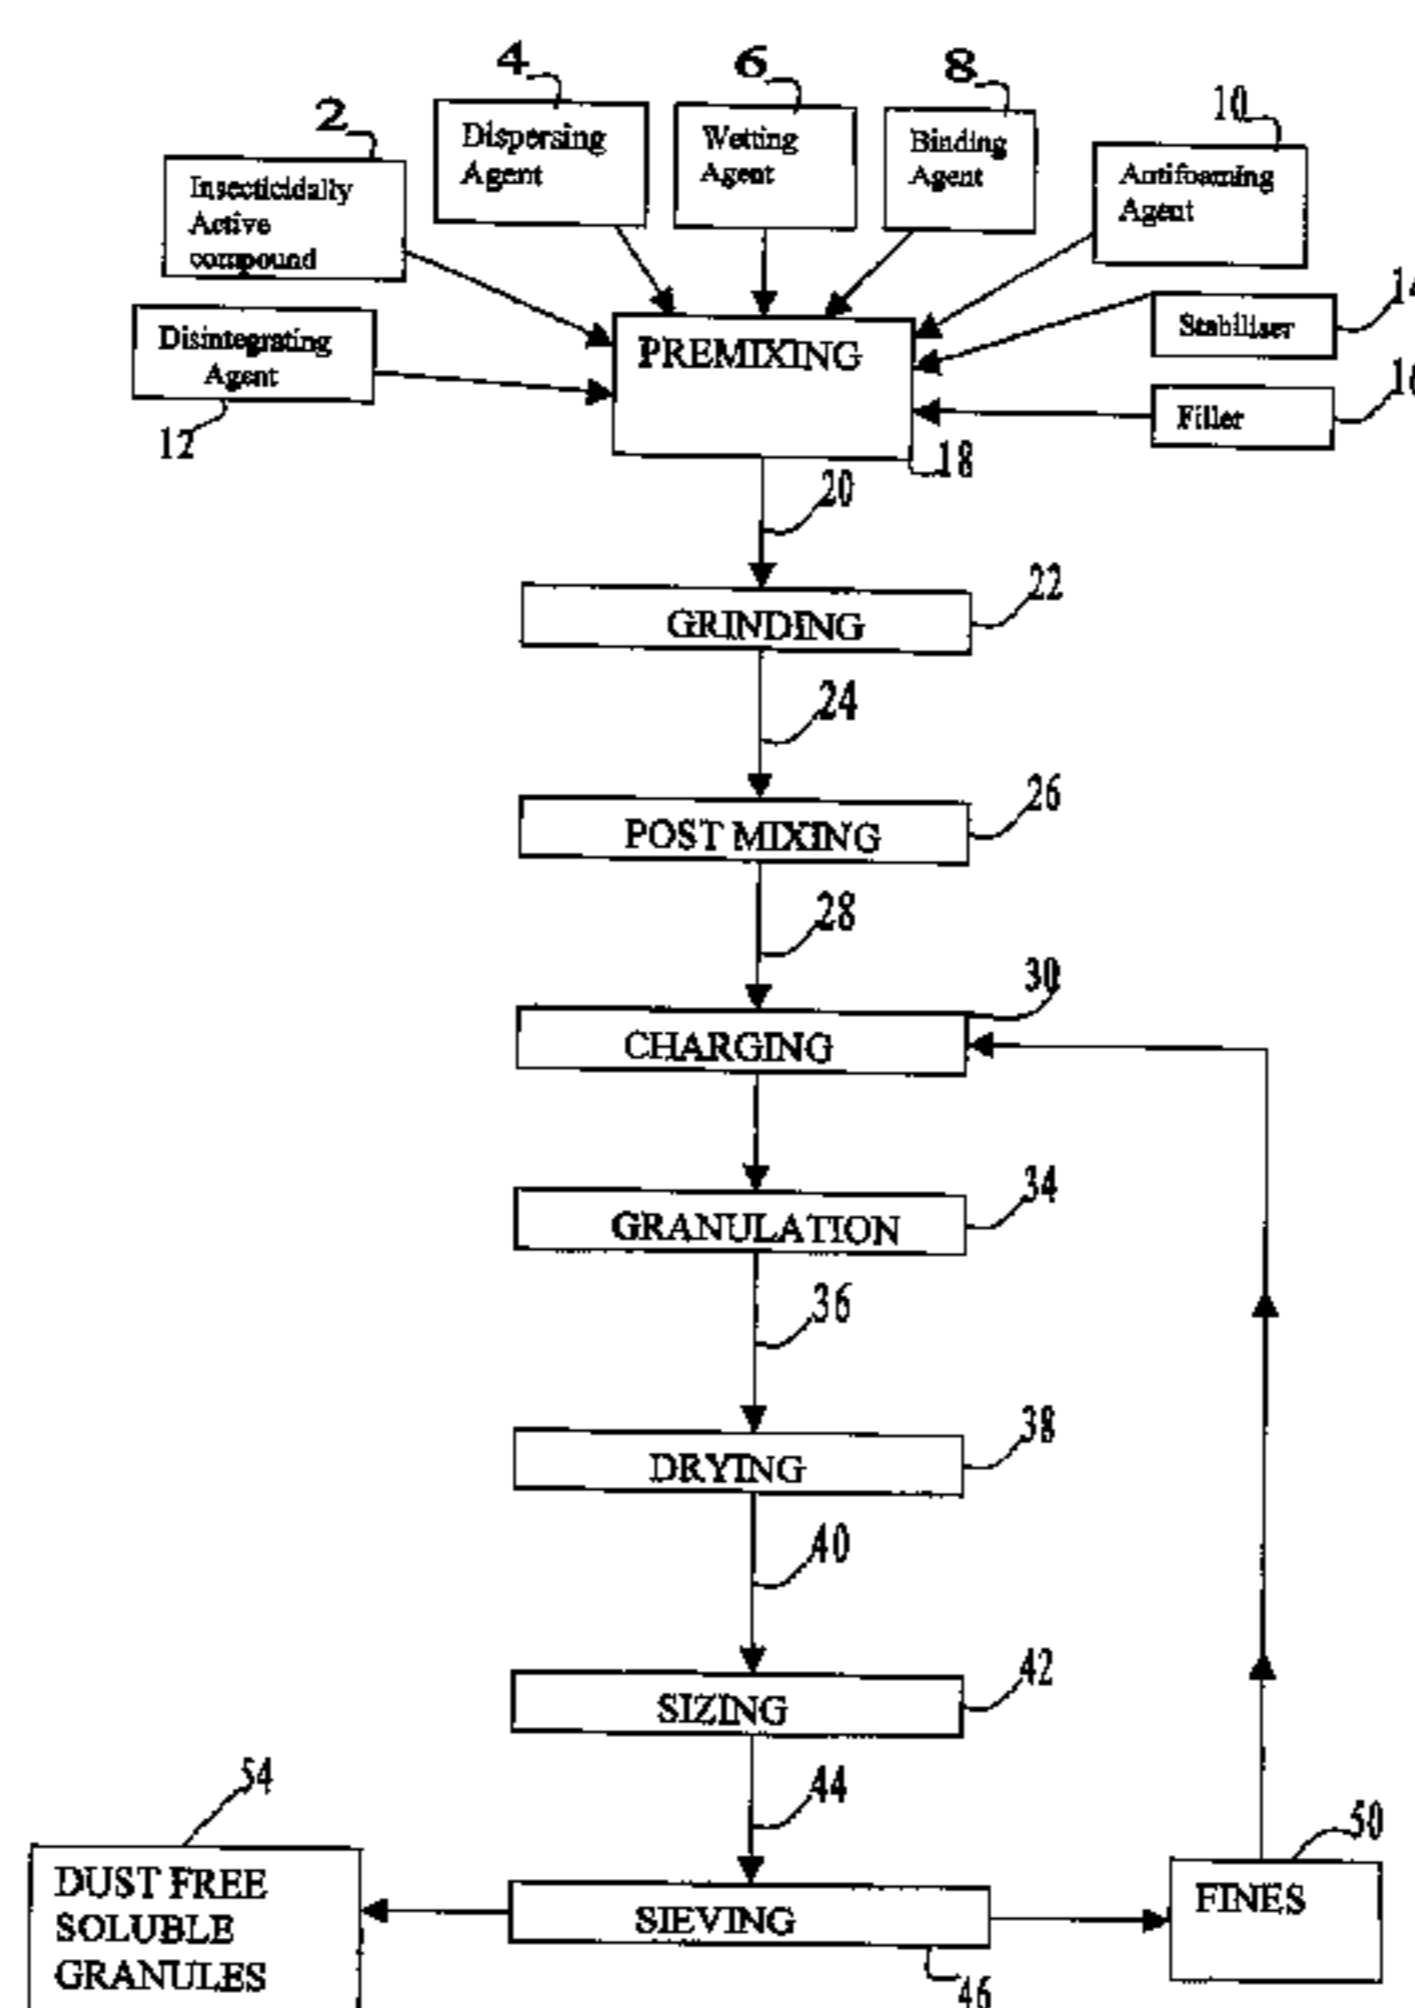 4
6
8
2
10
Dispersing
Agent
Wetting
Agent
Binding
Agent
Insecticidally
Active
compound
Antifoaming
Agent
14
Disintegrating
Agent
PREMIXING
Stabiliser
16
Filler
12
18
20
22
GRINDING
24
26
POST MIXING
28
30
CHARGING
34
GRANULATION
36
38
DRYING
40
42
SIZING
44
54
50
DUST FREE
SOLUBLE
GRANULES
SIEVING
FINES
46